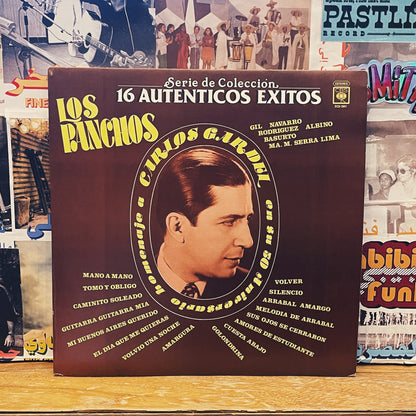 PASTLI
RECORD
Serie de Colección
16 AUTENTICOS EXITOS
LOS
PANCHOS
CBS
GIL NAVARRO
RODRIGUEZ ALBINO
BASURTO
MA. M. SERRA LIMA
homenaje a CARLOS GARDEL en su 50 Aniversario
MANO A MANO
TOMO Y OBLIGO
CAMINITO SOLEADO
GUITARRA GUITARRA MIA
MI BUENOS AIRES QUERIDO
EL DIA QUE ME QUIERAS
VOLVIO UNA NOCHE
AMARGURA
VOLVER
SILENCIO
ARRABAL AMARGO
MELODIA DE ARRABAL
SUS OJOS SE CERRARON
AMORES DE ESTUDIANTE
CUESTA ABAJO
GOLONDRINA
FINE
abibi
Fun